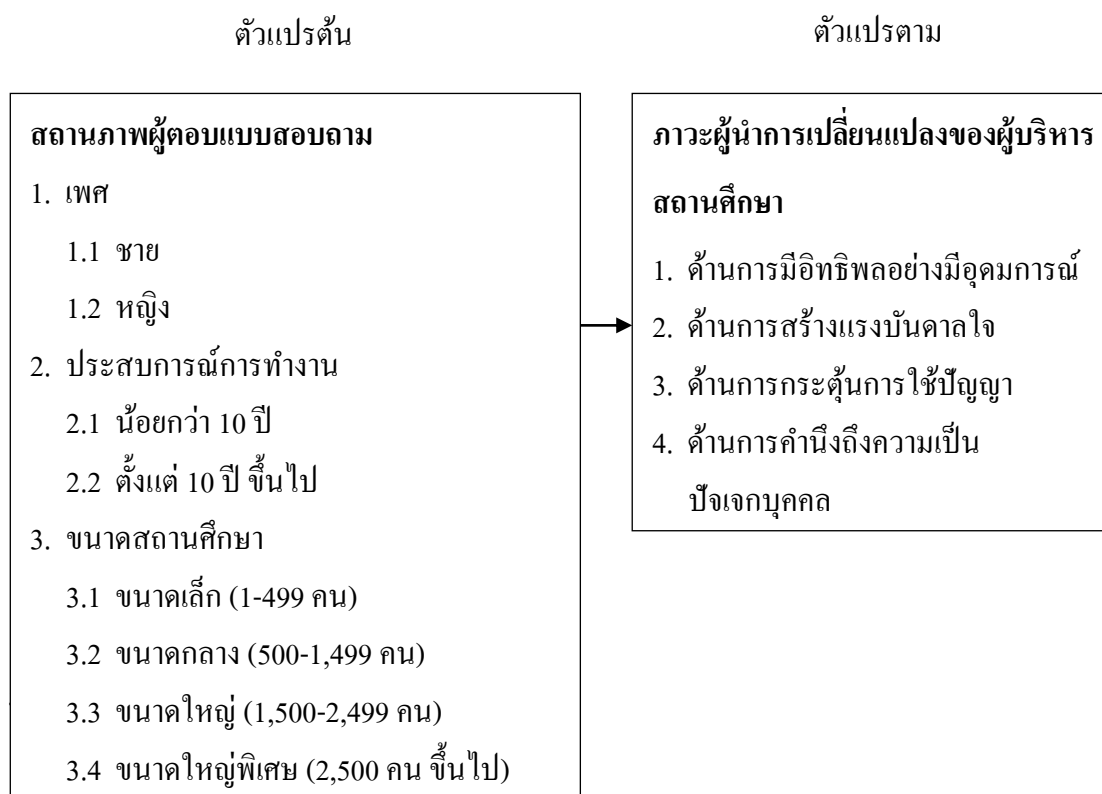 ตัวแปรต้น
ตัวแปรตาม
สถานภาพผู้ตอบแบบสอบถาม
1. เพศ
1.1 ชาย
1.2 หญิง
2. ประสบการณ์การทำงาน
2.1 น้อยกว่า 10 ปี
2.2 ตั้งแต่ 10 ปี ขึ้นไป
3. ขนาดสถานศึกษา
3.1 ขนาดเล็ก (1-499 คน)
3.2 ขนาดกลาง (500-1,499 คน)
3.3 ขนาดใหญ่ (1,500-2,499 คน)
3.4 ขนาดใหญ่พิเศษ (2,500 คน ขึ้นไป)
ภาวะผู้นำการเปลี่ยนแปลงของผู้บริหาร
สถานศึกษา
1. ด้านการมีอิทธิพลอย่างมีอุดมการณ์
2. ด้านการสร้างแรงบันดาลใจ
3. ด้านการกระตุ้นการใช้ปัญญา
4. ด้านการคำนึงถึงความเป็น
ปัจเจกบุคคล